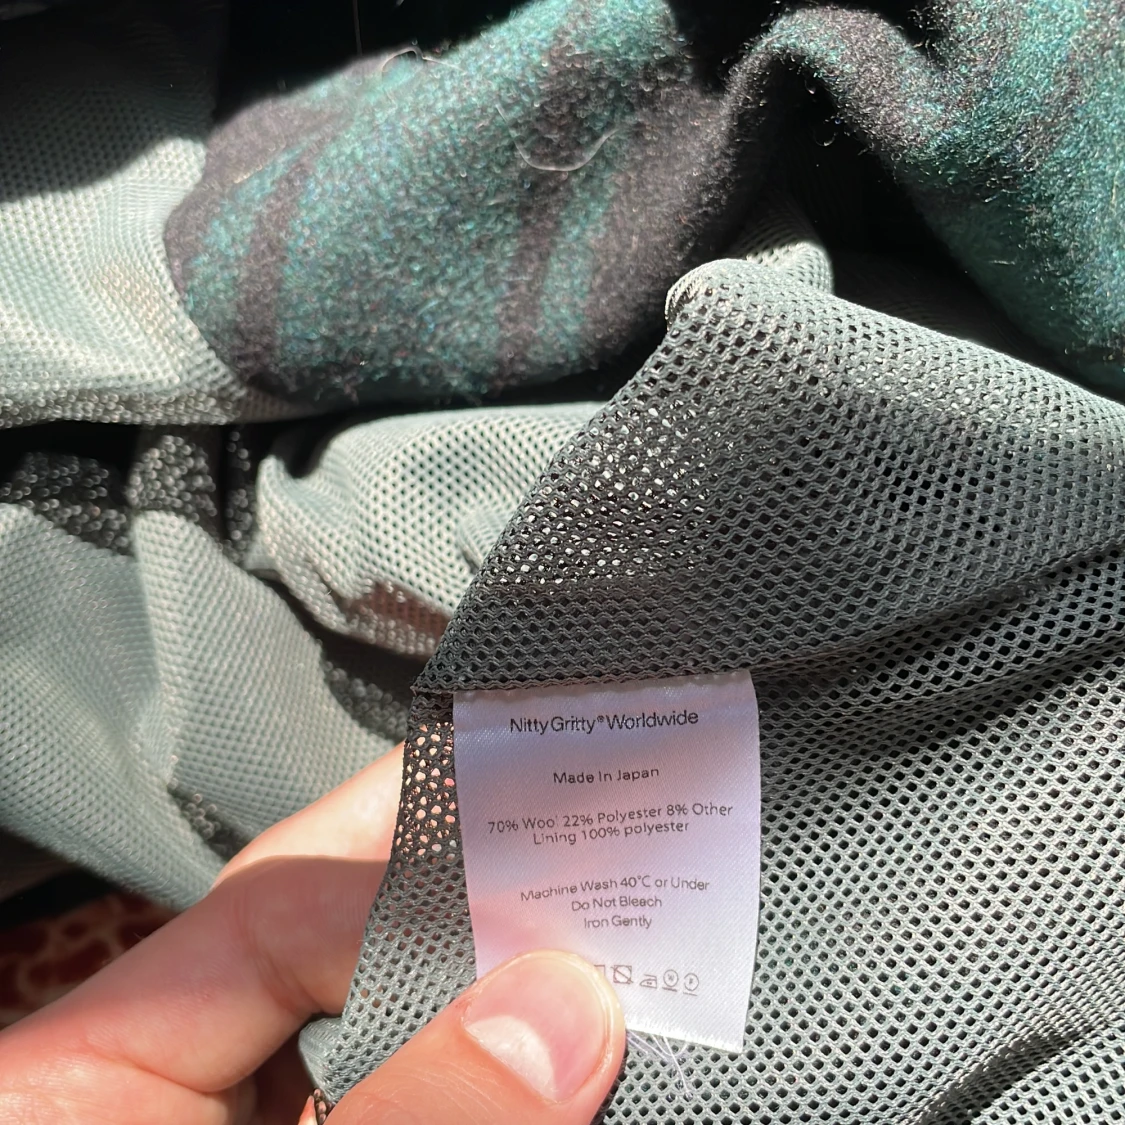 NittyGritty®Worldwide
Made In Japan
70% Wool 22% Polyester 8% Other
Lining 100% polyester
Machine Wash 40°C or Under
Do Not Bleach
Iron Gently